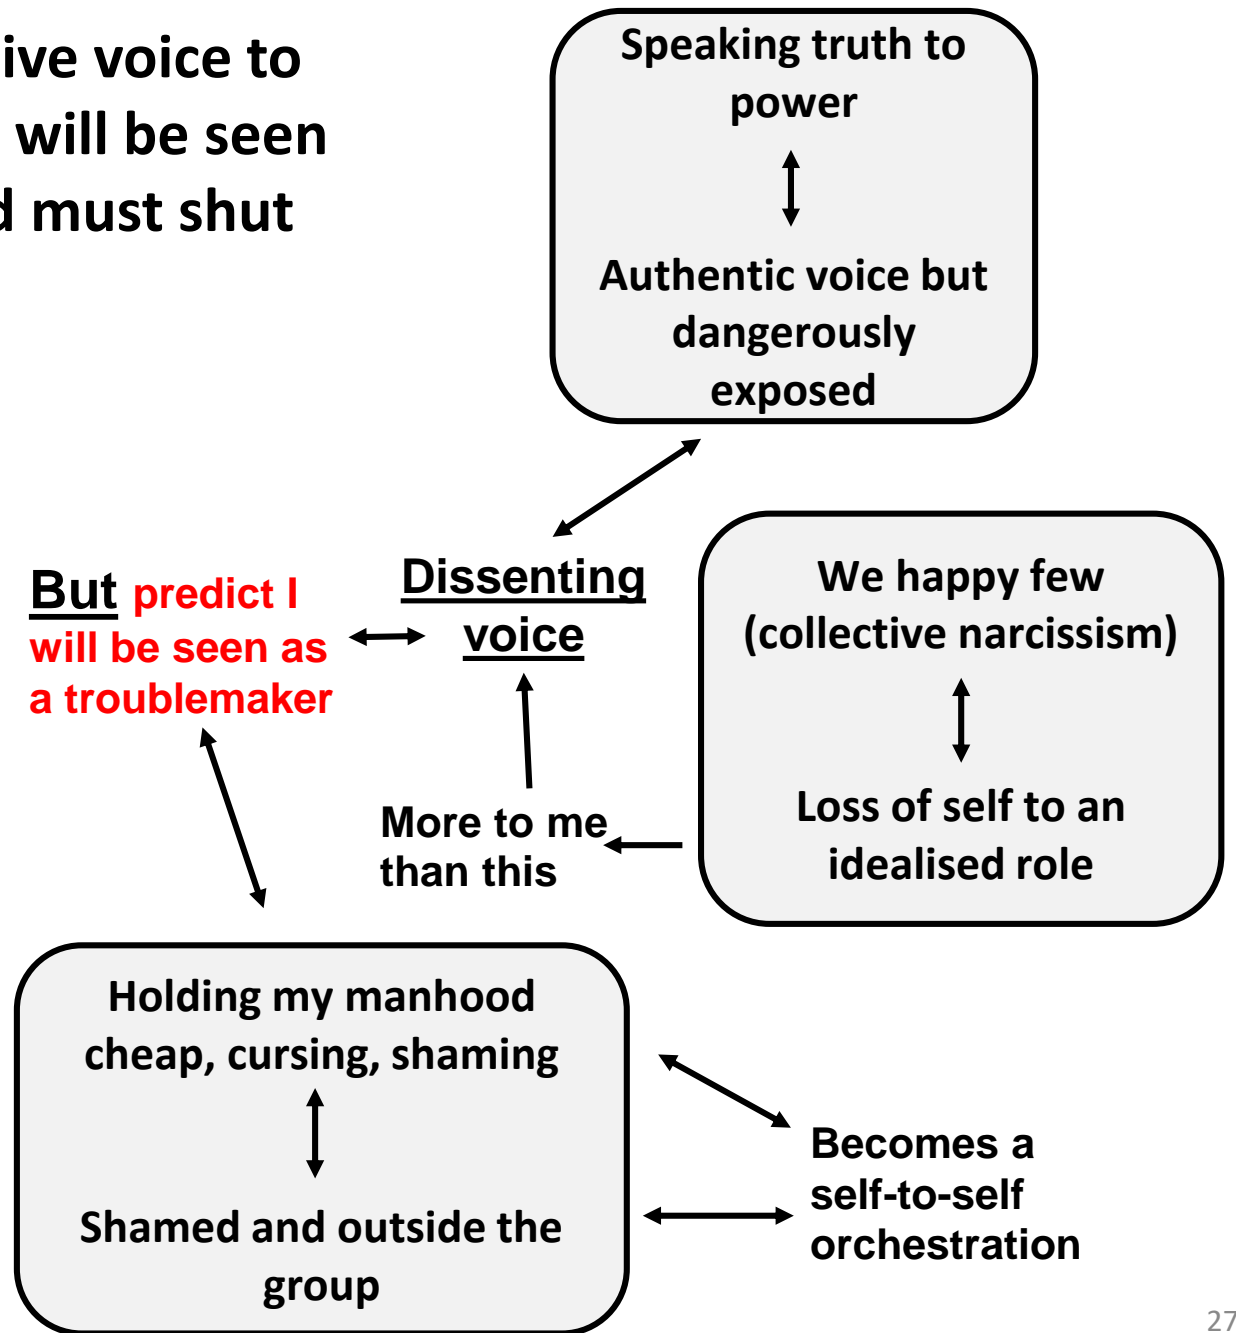 ive voice to
will be seen
d must shut
Speaking truth to
power
Authentic voice but
dangerously
exposed
But predict I
will be seen as
a troublemaker
Dissenting
voice
We happy few
(collective narcissism)
Loss of self to an
idealised role
More to me
than this
Holding my manhood
cheap, cursing, shaming
Shamed and outside the
group
Becomes a
self-to-self
orchestration
27